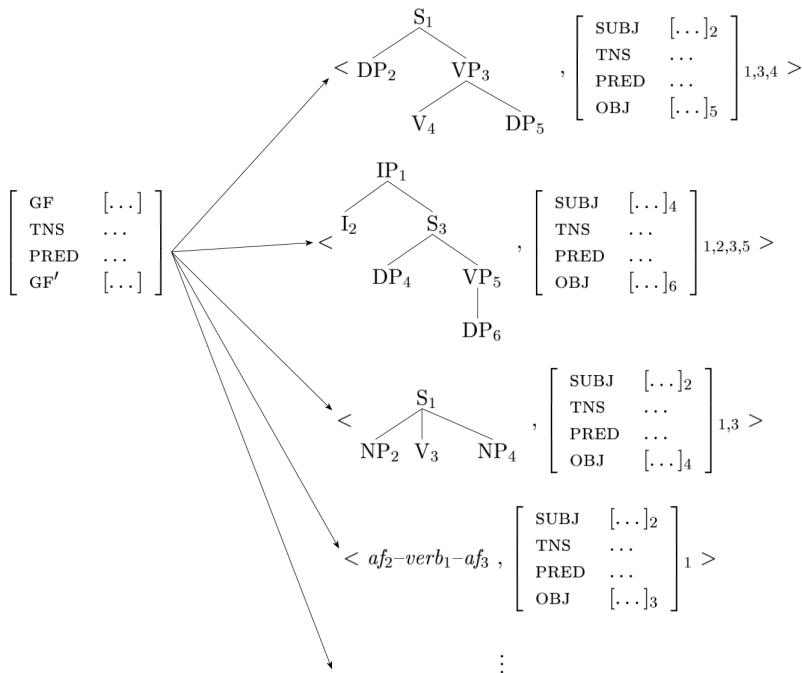 S₁
< DP₂ VP₃ , [ SUBJ [...]₂ ] 1,3,4 >
TNS ...
PRED ...
V₄ DP₅ OBJ [...]₅
IP₁
GF [...]
TNS ...
PRED ...
GF′ [...]
< I₂ S₃ , [ SUBJ [...]₄ ] 1,2,3,5 >
TNS ...
PRED ...
DP₄ VP₅ OBJ [...]₆
DP₆
S₁
< NP₂ V₃ NP₄ , [ SUBJ [...]₂ ] 1,3 >
TNS ...
PRED ...
OBJ [...]₄
< af₂–verb₁–af₃ , [ SUBJ [...]₂ ] 1 >
TNS ...
PRED ...
OBJ [...]₃
⋮